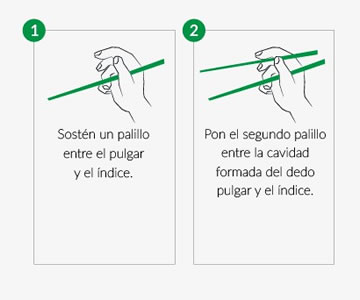 1
Sostén un palillo
entre el pulgar
y el índice.
2
Pon el segundo palillo
entre la cavidad
formada del dedo
pulgar y el índice.